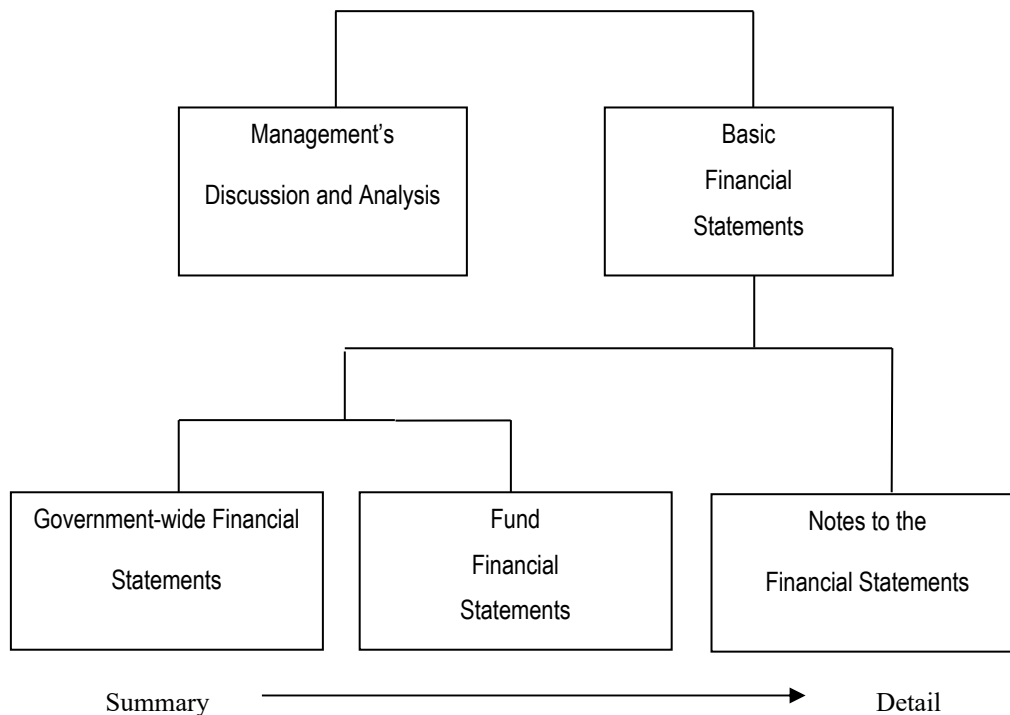 Management’s
Discussion and Analysis
Basic
Financial
Statements
Government-wide Financial
Statements
Fund
Financial
Statements
Notes to the
Financial Statements
Summary
Detail